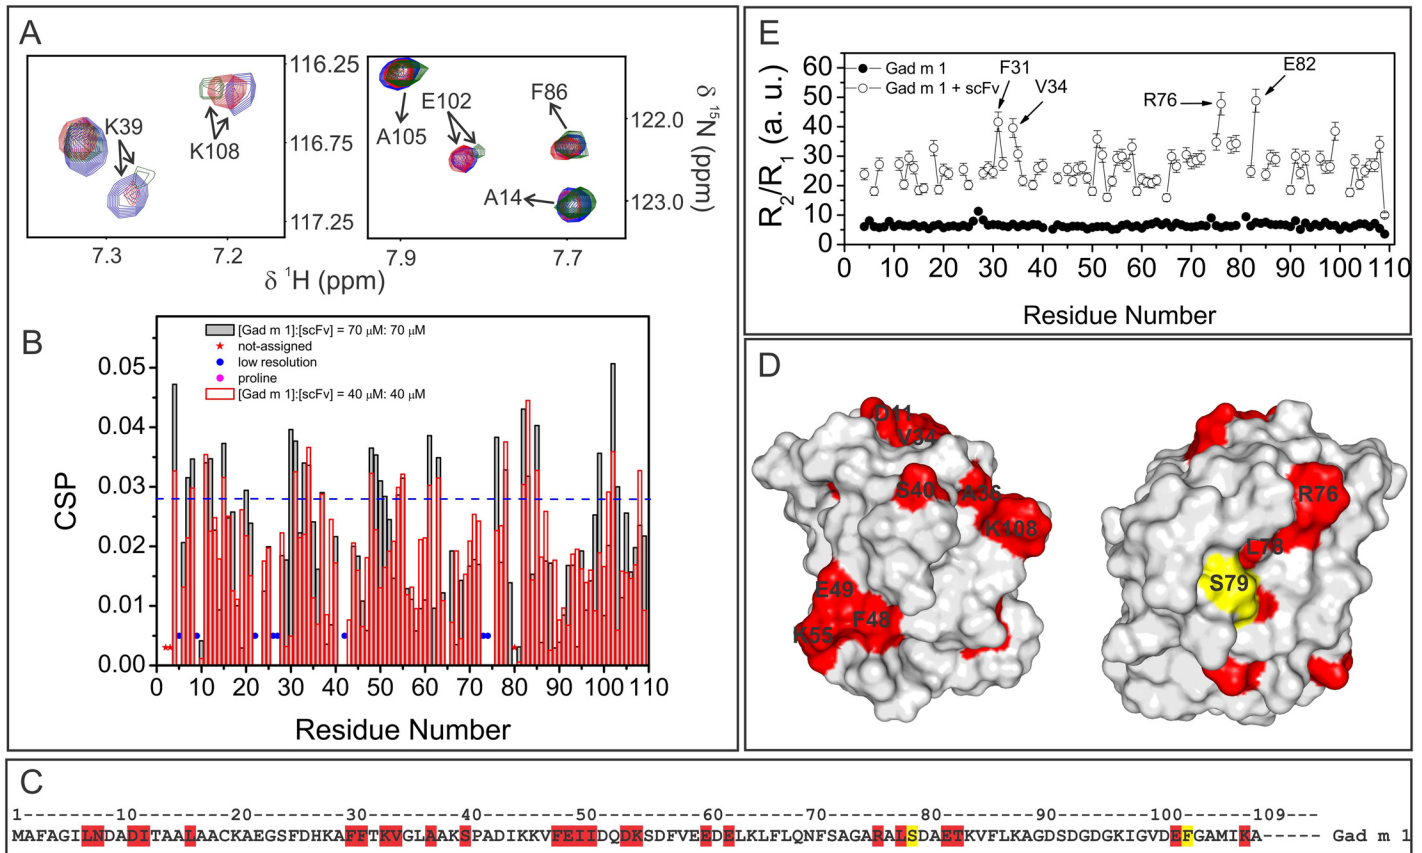 A
K39
K108
116.25
116.75
117.25
7.3
7.2
A105
E102
F86
A14
122.0
123.0
7.9
7.7
δ ¹H (ppm)
δ ¹⁵N (ppm)
B
[Gad m 1]:[scFv] = 70 μM: 70 μM
not-assigned
low resolution
proline
[Gad m 1]:[scFv] = 40 μM: 40 μM
CSP
0.05
0.04
0.03
0.02
0.01
0.00
0 10 20 30 40 50 60 70 80 90 100 110
Residue Number
E
Gad m 1
Gad m 1 + scFv
F31
V34
R76
E82
R₂/R₁ (a. u.)
60
50
40
30
20
10
0
0 10 20 30 40 50 60 70 80 90 100 110
Residue Number
D
D11
V34
S40
A36
K108
E49
F48
K55
R76
L78
S79
C
1--------10--------20--------30--------40--------50--------60--------70--------80--------90--------100-------109-----
MAFAGILNDADITAALAACKAEGSFDHKAFFTKVGLAAKSPADIKKVFEIIDQDKSDFVEEDELKLFLQNFSAGARALSDAETKVFLKAGDSDGDGKIGVDEFGAMIKA----- Gad m 1